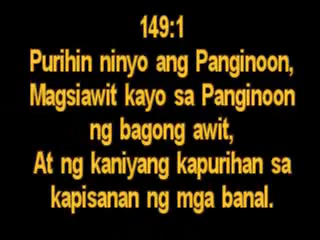 149:1
Purihin ninyo ang Panginoon,
Magsiawit kayo sa Panginoon
ng bagong awit,
At ng kaniyang kapurihan sa
kapisanan ng mga banal.